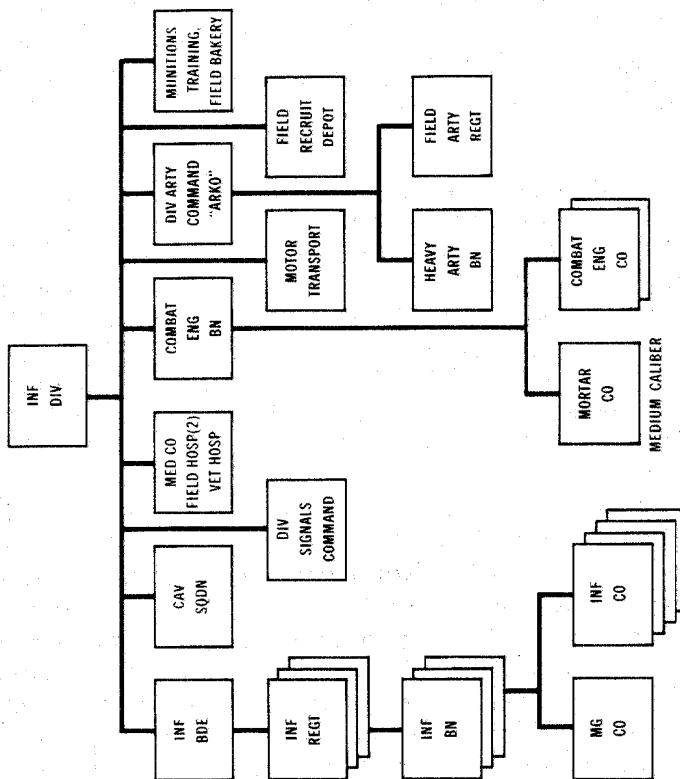 INF
DIV.
INF
BDE
CAV
SQDN
DIV
SIGNALS
COMMAND
MED CO
FIELD HOSP(2)
VET HOSP
COMBAT
ENG
BN
MOTOR
TRANSPORT
DIV ARTY
COMMAND
"ARKO"
FIELD
RECRUIT
DEPOT
MUNITIONS
TRAINING,
FIELD BAKERY
INF
REGT
HEAVY
ARTY
BN
FIELD
ARTY
REGT
INF
BN
MG
CO
INF
CO
MORTAR
CO
MEDIUM CALIBER
COMBAT
ENG
CO